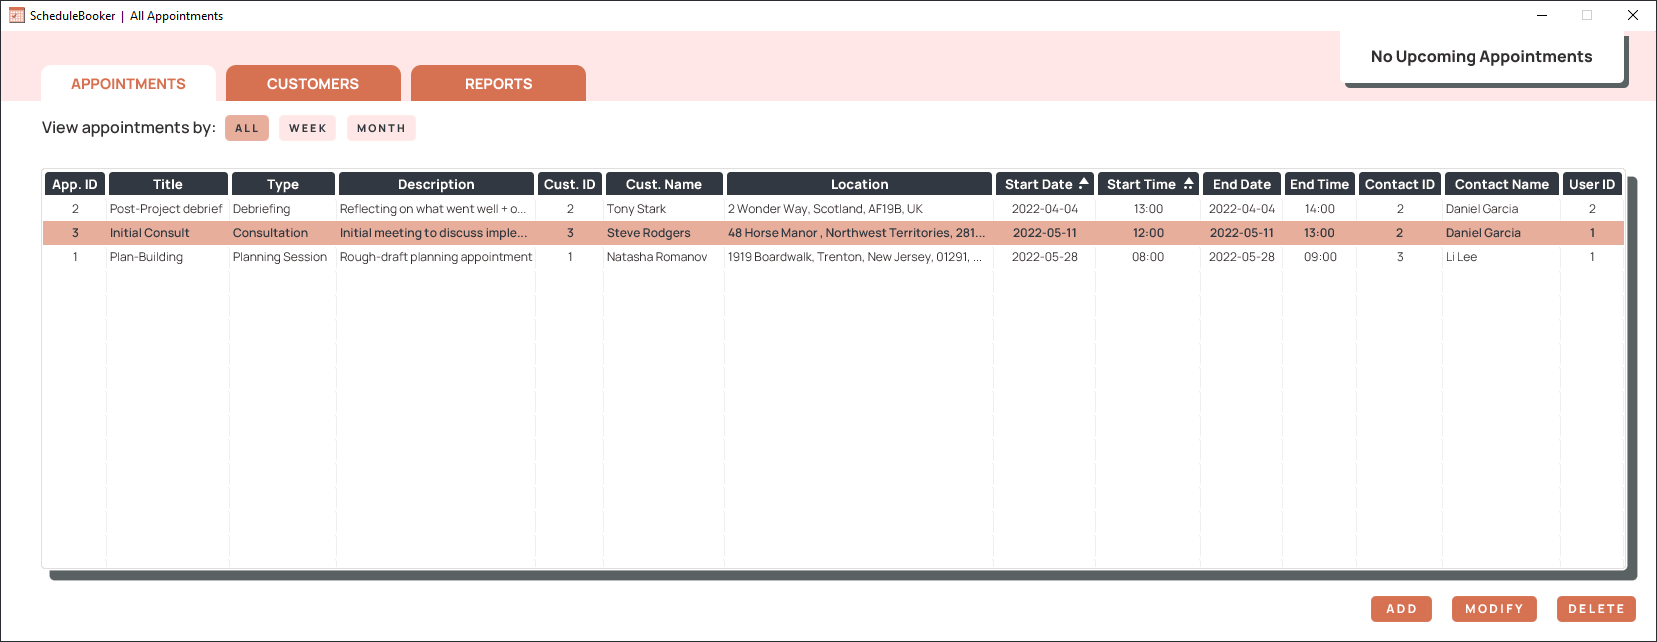 ScheduleBooker | All Appointments
No Upcoming Appointments
APPOINTMENTS CUSTOMERS REPORTS
View appointments by: ALL WEEK MONTH
App. ID Title Type Description Cust. ID Cust. Name Location Start Date Start Time End Date End Time Contact ID Contact Name User ID
2 Post-Project debrief Debriefing Reflecting on what went well + o... 2 Tony Stark 2 Wonder Way, Scotland, AF19B, UK 2022-04-04 13:00 2022-04-04 14:00 2 Daniel Garcia 2
3 Initial Consult Consultation Initial meeting to discuss imple... 3 Steve Rodgers 48 Horse Manor , Northwest Territories, 281... 2022-05-11 12:00 2022-05-11 13:00 2 Daniel Garcia 1
1 Plan-Building Planning Session Rough-draft planning appointment 1 Natasha Romanov 1919 Boardwalk, Trenton, New Jersey, 01291, ... 2022-05-28 08:00 2022-05-28 09:00 3 Li Lee 1
ADD MODIFY DELETE